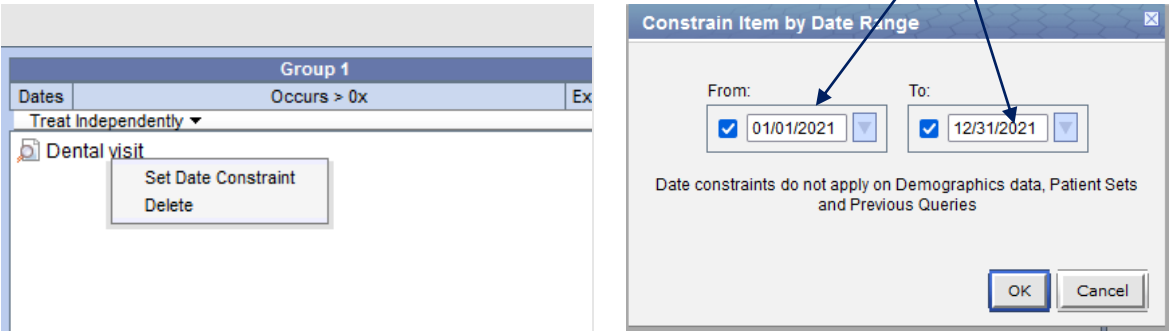 Group 1
Dates
Occurs > 0x
Ex
Treat Independently ▾
Dental visit
Set Date Constraint
Delete
Constrain Item by Date Range
From:
To:
01/01/2021
12/31/2021
Date constraints do not apply on Demographics data, Patient Sets
and Previous Queries
OK
Cancel